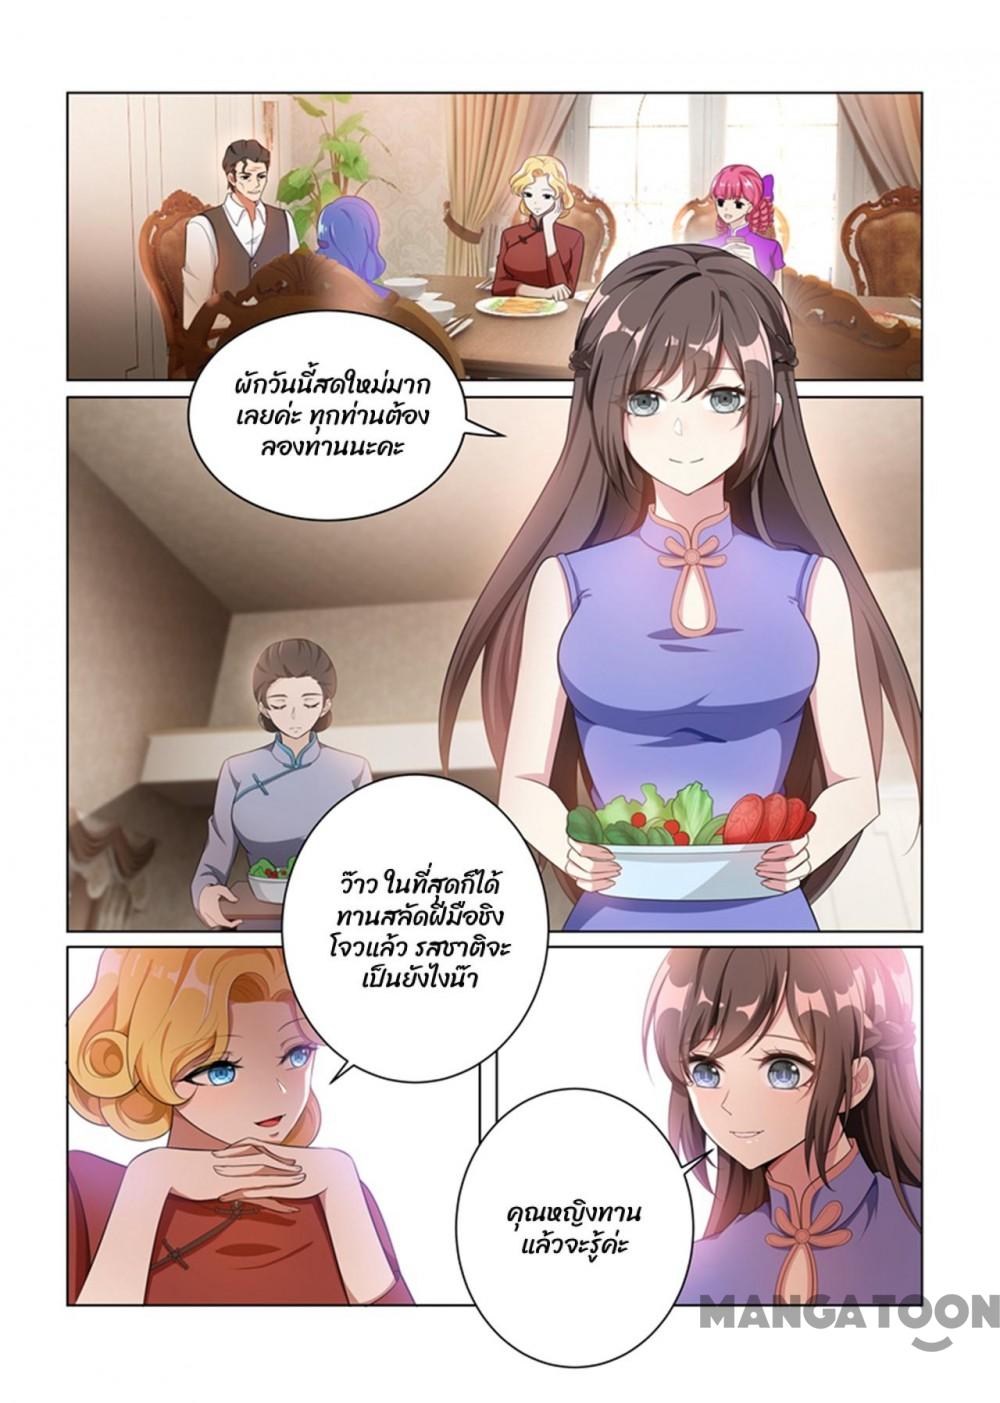 ผักวันนี้สดใหม่มาก
เลยค่ะ ทุกท่านต้อง
ลองทานนะคะ
ว๊าว ในที่สุดก็ได้
ทานสลัดฝีมือชิง
โจวแล้ว รสชาติจะ
เป็นยังไงน๊า
คุณหญิงทาน
แล้วจะรู้ค่ะ
MANGATOON